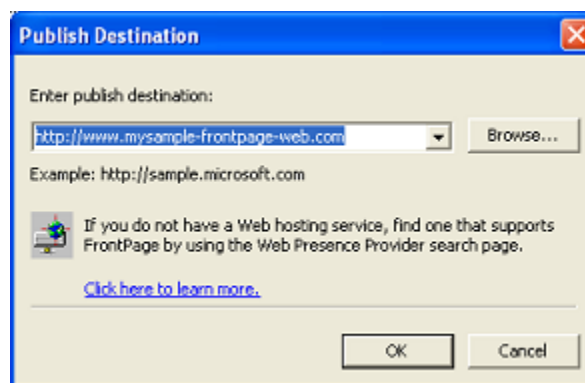 Publish Destination
Enter publish destination:
http://www.mysample-frontpage-web.com
Browse...
Example: http://sample.microsoft.com
If you do not have a Web hosting service, find one that supports
FrontPage by using the Web Presence Provider search page.
Click here to learn more.
OK
Cancel